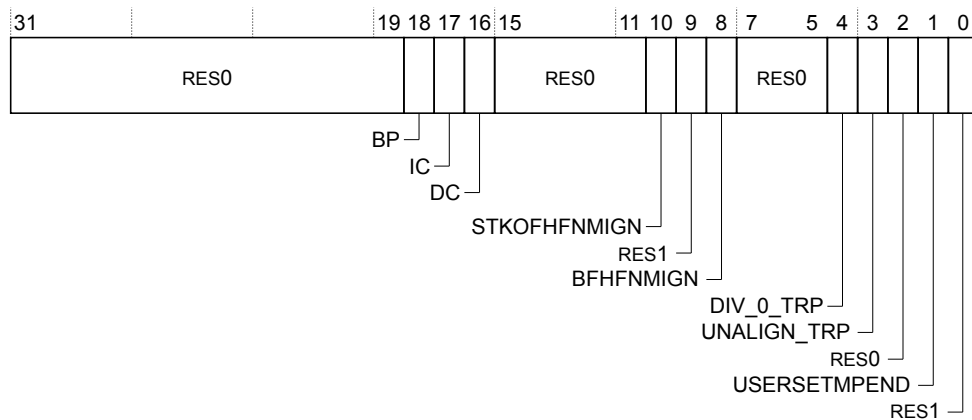 31 19 18 17 16 15 11 10 9 8 7 5 4 3 2 1 0
RES0 RES0 RES0
BP
IC
DC
STKOFHFNMIGN
RES1
BFHFNMIGN
DIV_0_TRP
UNALIGN_TRP
RES0
USERSETMPEND
RES1